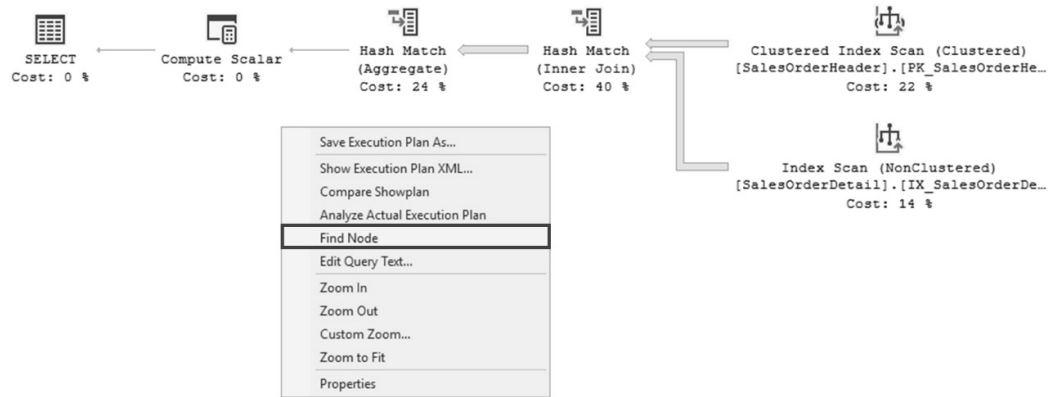 SELECT
Cost: 0 %
Compute Scalar
Cost: 0 %
Hash Match
(Aggregate)
Cost: 24 %
Hash Match
(Inner Join)
Cost: 40 %
Clustered Index Scan (Clustered)
[SalesOrderHeader].[PK_SalesOrderHe…
Cost: 22 %
Index Scan (NonClustered)
[SalesOrderDetail].[IX_SalesOrderDe…
Cost: 14 %
Save Execution Plan As...
Show Execution Plan XML...
Compare Showplan
Analyze Actual Execution Plan
Find Node
Edit Query Text...
Zoom In
Zoom Out
Custom Zoom...
Zoom to Fit
Properties